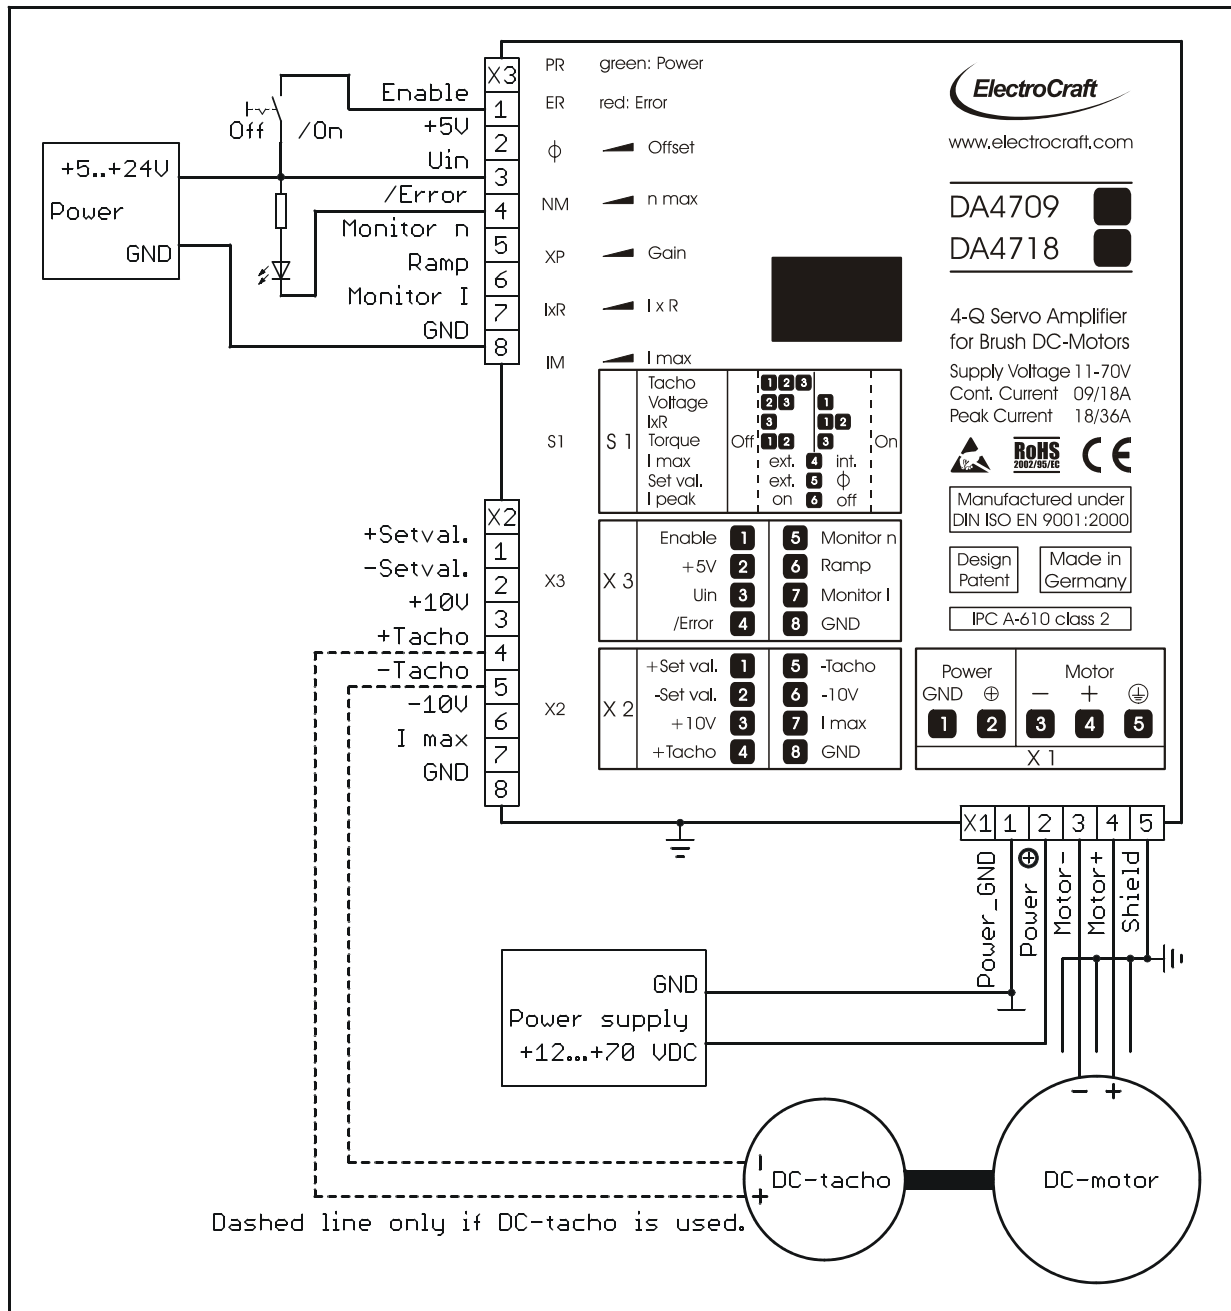 X3
1
2
3
4
5
6
7
8
Enable
+5V
Uin
/Error
Monitor n
Ramp
Monitor I
GND
Off /On
+5..+24V
Power
GND
PR green: Power
ER red: Error
ϕ Offset
NM n max
XP Gain
IxR I x R
IM I max
ElectroCraft
www.electrocraft.com
DA4709
DA4718
4-Q Servo Amplifier
for Brush DC-Motors
Supply Voltage 11-70V
Cont. Current 09/18A
Peak Current 18/36A
RoHS
2002/95/EC
CE
Manufactured under
DIN ISO EN 9001:2000
Design
Patent
Made in
Germany
IPC A-610 class 2
S1
S 1
Off
On
Tacho 1 2 3
Voltage 2 3 1
IxR 3 1 2
Torque 1 2 3
I max ext. 4 int.
Set val. ext. 5 ϕ
I peak on 6 off
X3
X 3
Enable 1 5 Monitor n
+5V 2 6 Ramp
Uin 3 7 Monitor I
/Error 4 8 GND
X2
X 2
+Set val. 1 5 -Tacho
-Set val. 2 6 -10V
+10V 3 7 I max
+Tacho 4 8 GND
Power Motor
GND ⊕ − +
1 2 3 4 5
X 1
X2
1
2
3
4
5
6
7
8
+Setval.
-Setval.
+10V
+Tacho
-Tacho
-10V
I max
GND
X1 1 2 3 4 5
Power_GND
Power ⊕
Motor-
Motor+
Shield
GND
Power supply
+12...+70 VDC
− +
DC-motor
DC-tacho
−
+
Dashed line only if DC-tacho is used.